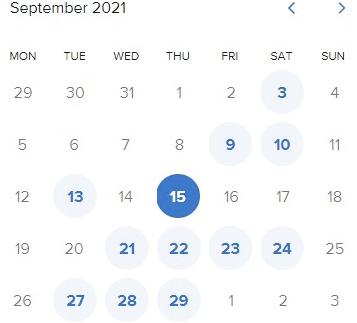 September 2021
MON TUE WED THU FRI SAT SUN
29 30 31 1 2 3 4
5 6 7 8 9 10 11
12 13 14 15 16 17 18
19 20 21 22 23 24 25
26 27 28 29 1 2 3